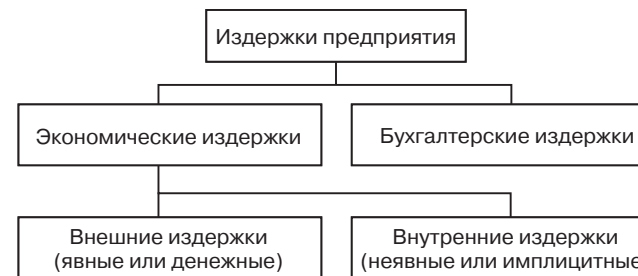 Издержки предприятия
Экономические издержки
Бухгалтерские издержки
Внешние издержки
(явные или денежные)
Внутренние издержки
(неявные или имплицитные